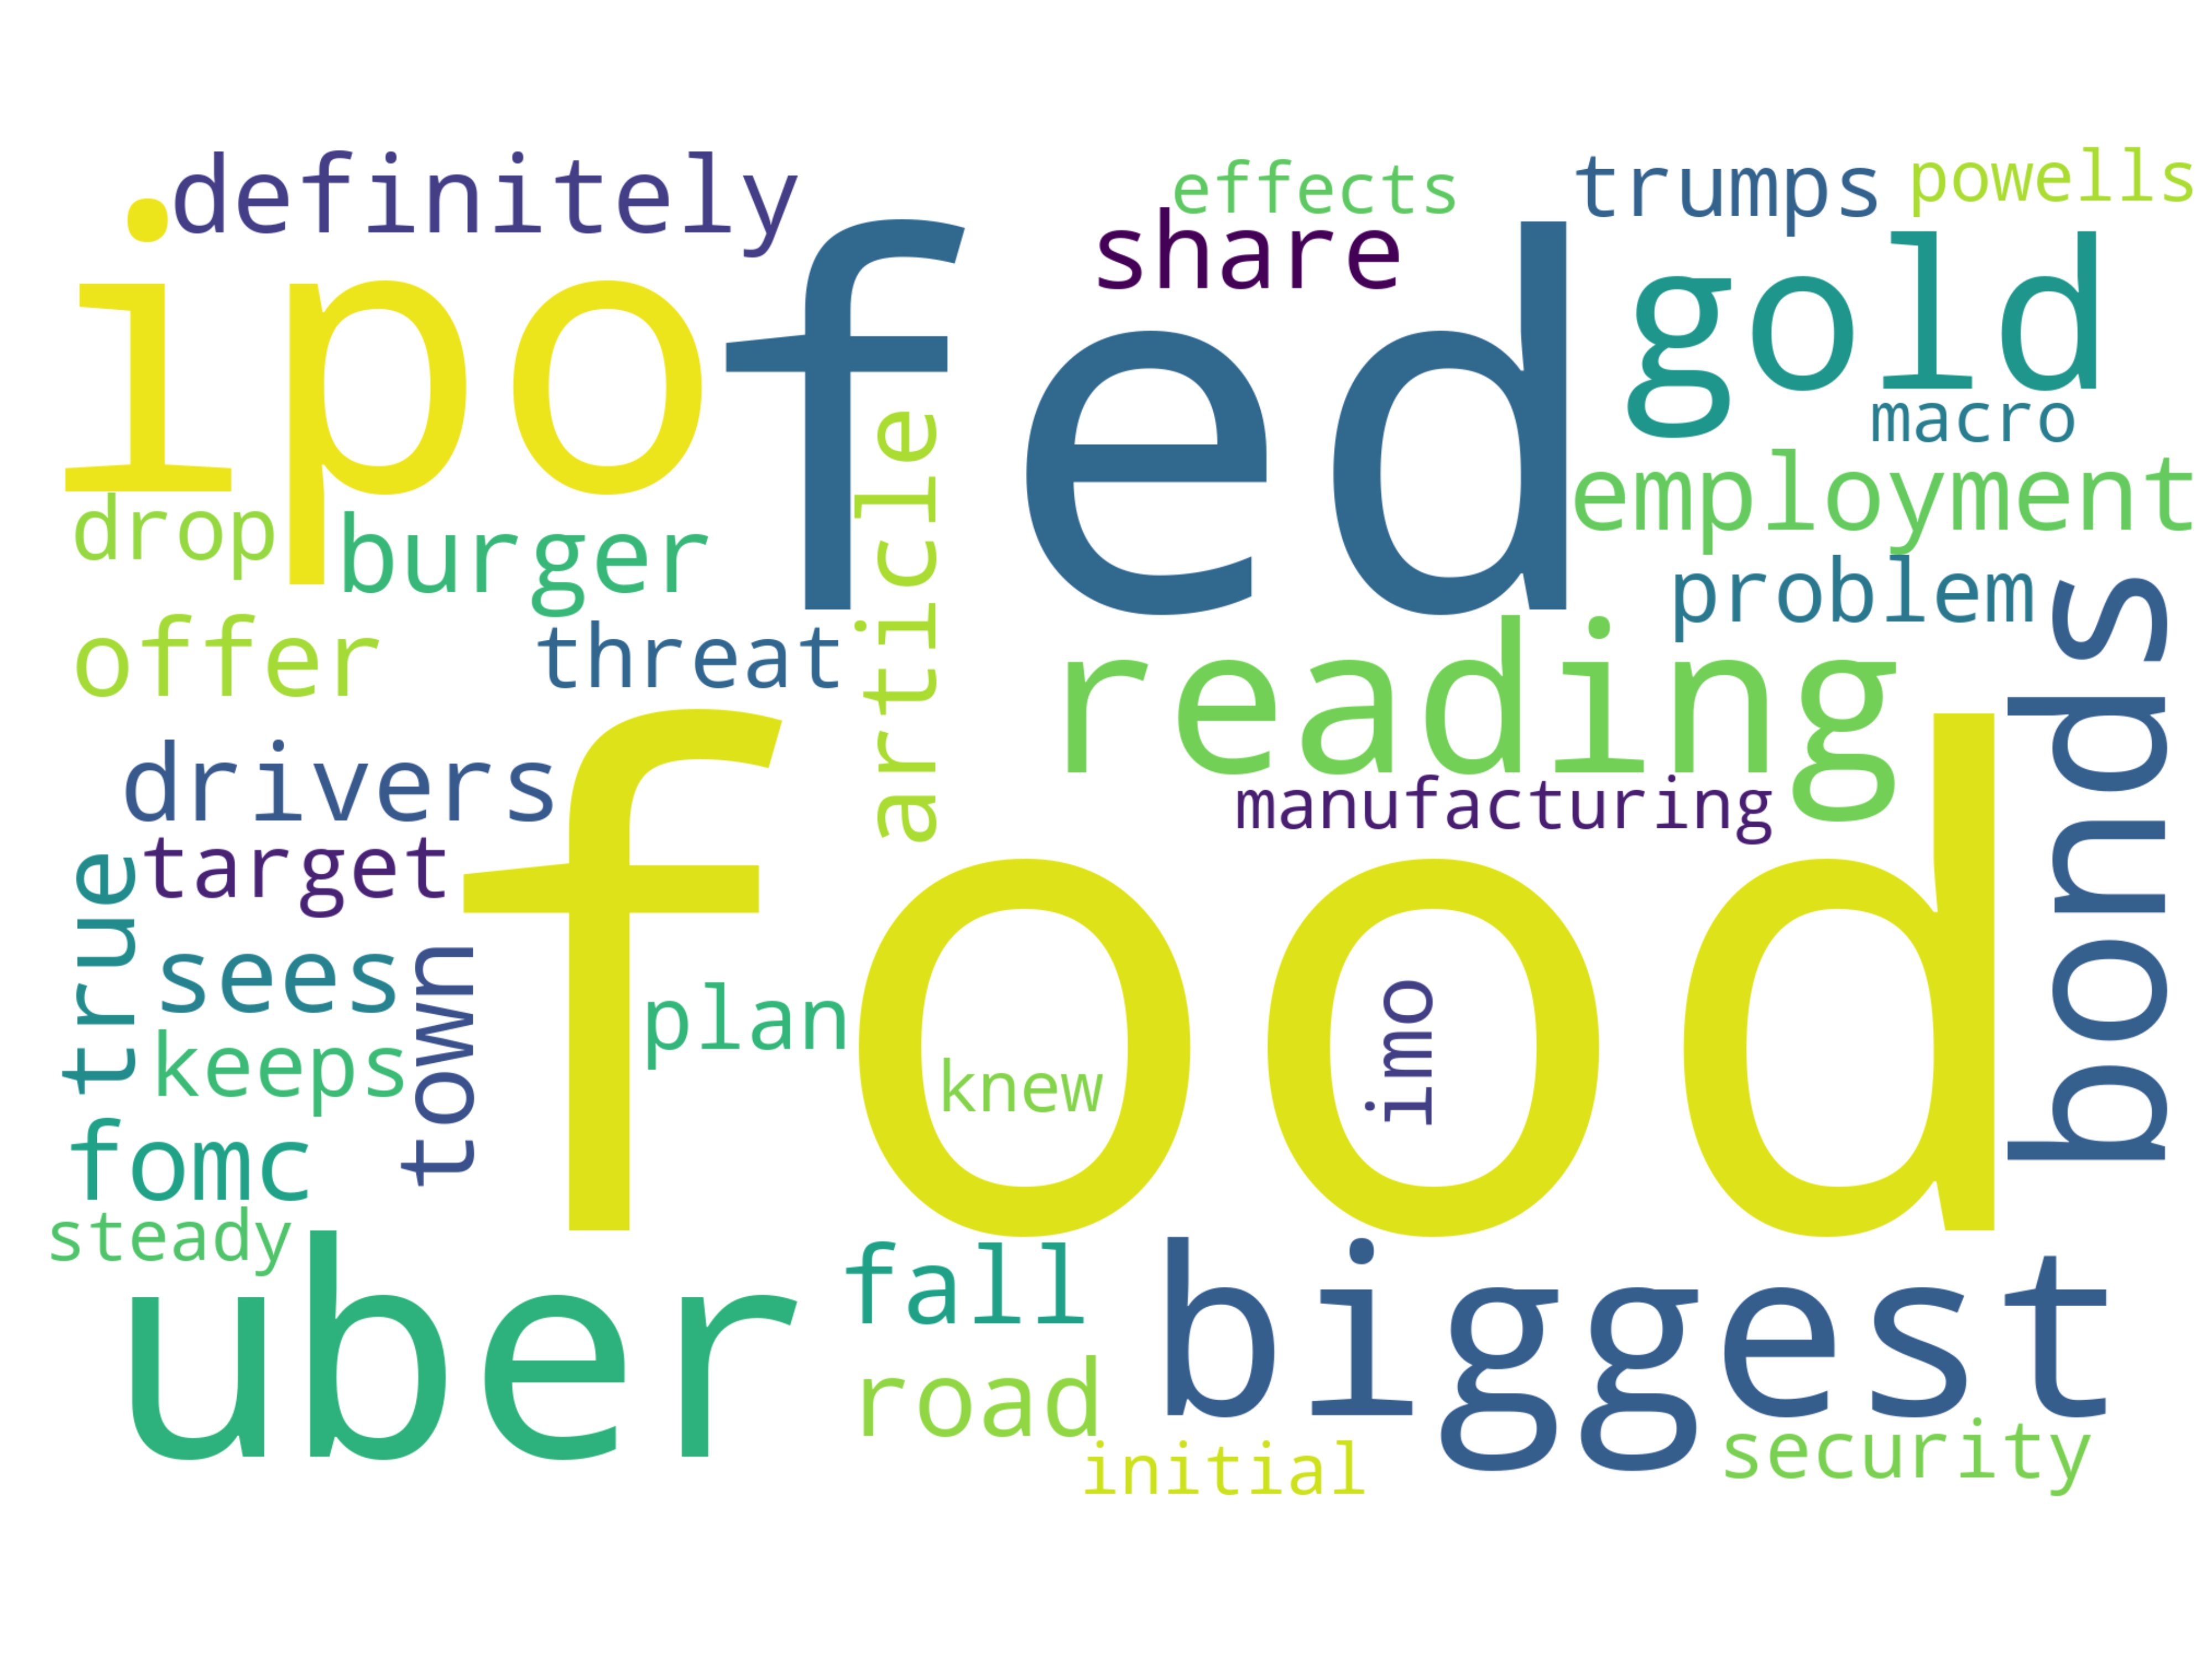 definitely
effects
trumps
powells
share
ipo
fed
gold
macro
article
employment
drop
burger
problem
offer
threat
reading
bonds
drivers
manufacturing
target
true
food
sees
town
plan
imo
keeps
knew
fomc
steady
uber
fall
biggest
road
initial
security